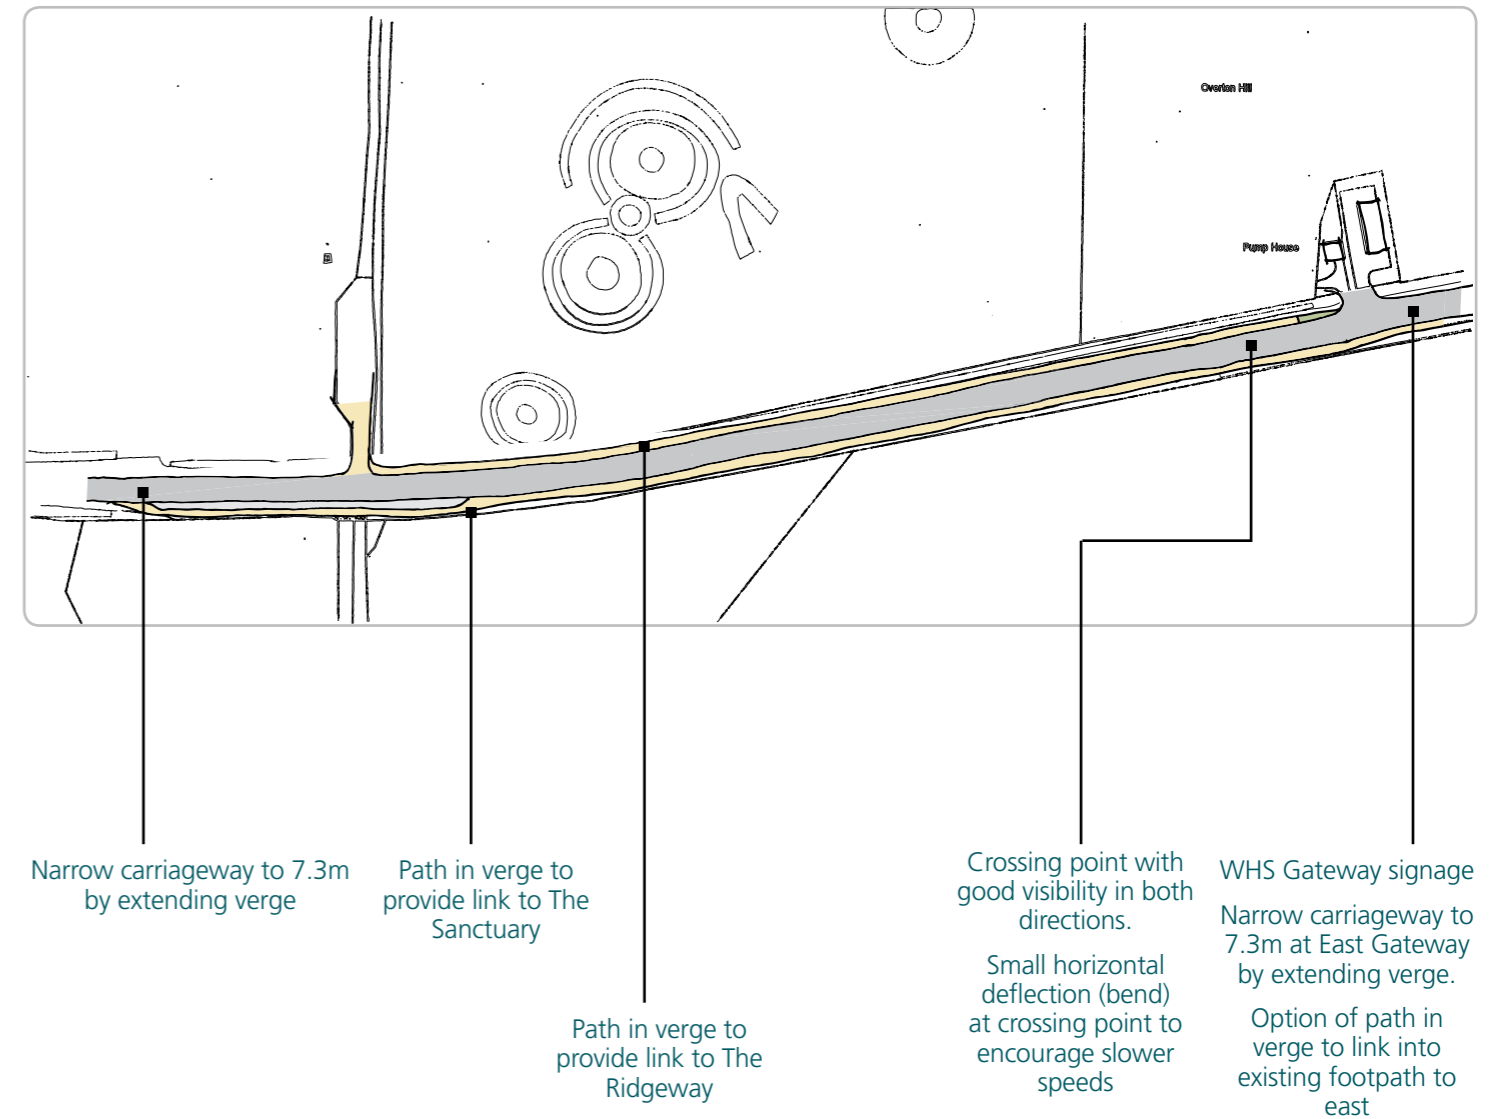 Overton Hill
Pump House
Narrow carriageway to 7.3m
by extending verge
Path in verge to
provide link to The
Sanctuary
Path in verge to
provide link to The
Ridgeway
Crossing point with
good visibility in both
directions.
Small horizontal
deflection (bend)
at crossing point to
encourage slower
speeds
WHS Gateway signage
Narrow carriageway to
7.3m at East Gateway
by extending verge.
Option of path in
verge to link into
existing footpath to
east